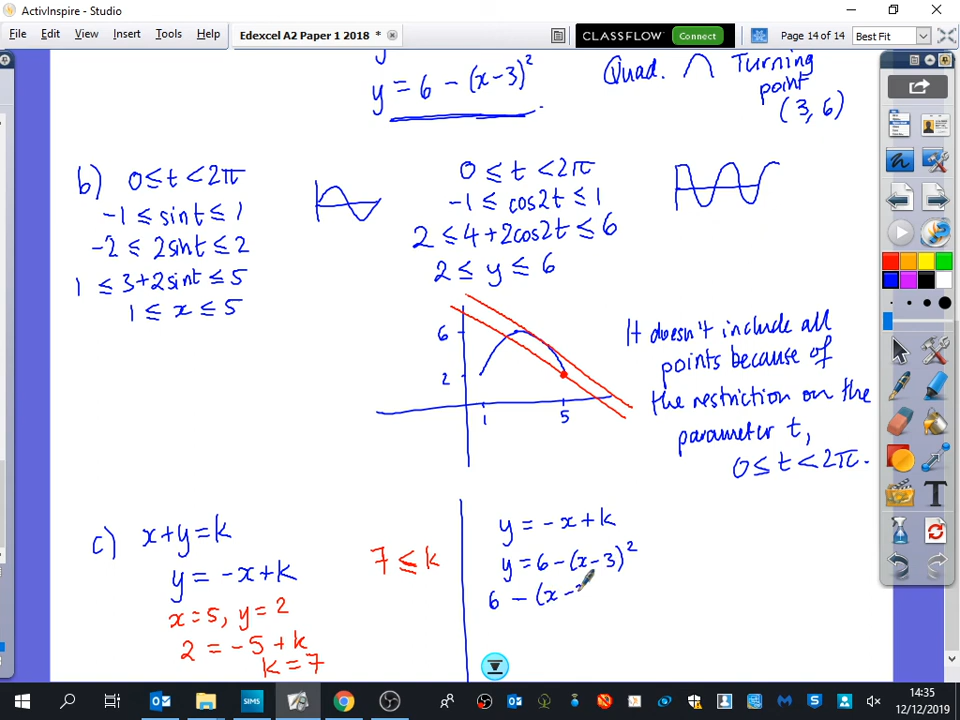 ActivInspire - Studio
File Edit View Insert Tools Help Edexcel A2 Paper 1 2018 * CLASSFLOW Connect Page 14 of 14 Best Fit
y = 6 - (x-3)²
Quad. Turning point (3, 6)
b) 0 ≤ t < 2π
-1 ≤ sint ≤ 1
-2 ≤ 2sint ≤ 2
1 ≤ 3+2sint ≤ 5
1 ≤ x ≤ 5
0 ≤ t < 2π
-1 ≤ cos2t ≤ 1
2 ≤ 4+2cos2t ≤ 6
2 ≤ y ≤ 6
6
2
1 5
It doesn't include all
points because of
the restriction on the
parameter t,
0 ≤ t < 2π.
c) x+y=k
y = -x+k
x=5, y=2
2 = -5+k
k=7
7 ≤ k
y = -x+k
y = 6-(x-3)²
6 - (x-
SIMS
14:35
12/12/2019